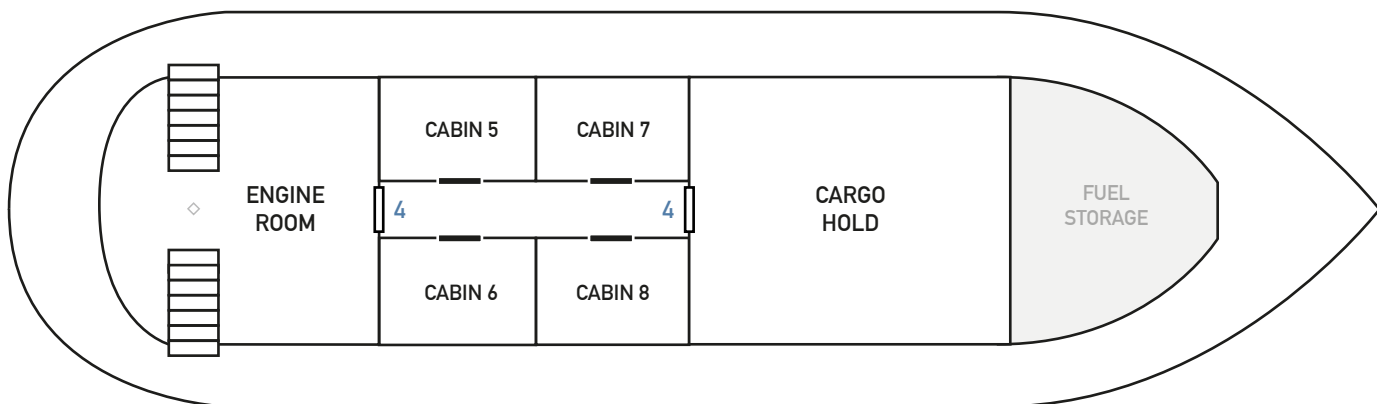 CABIN 5
CABIN 7
ENGINE
ROOM
4
4
CARGO
HOLD
FUEL
STORAGE
CABIN 6
CABIN 8